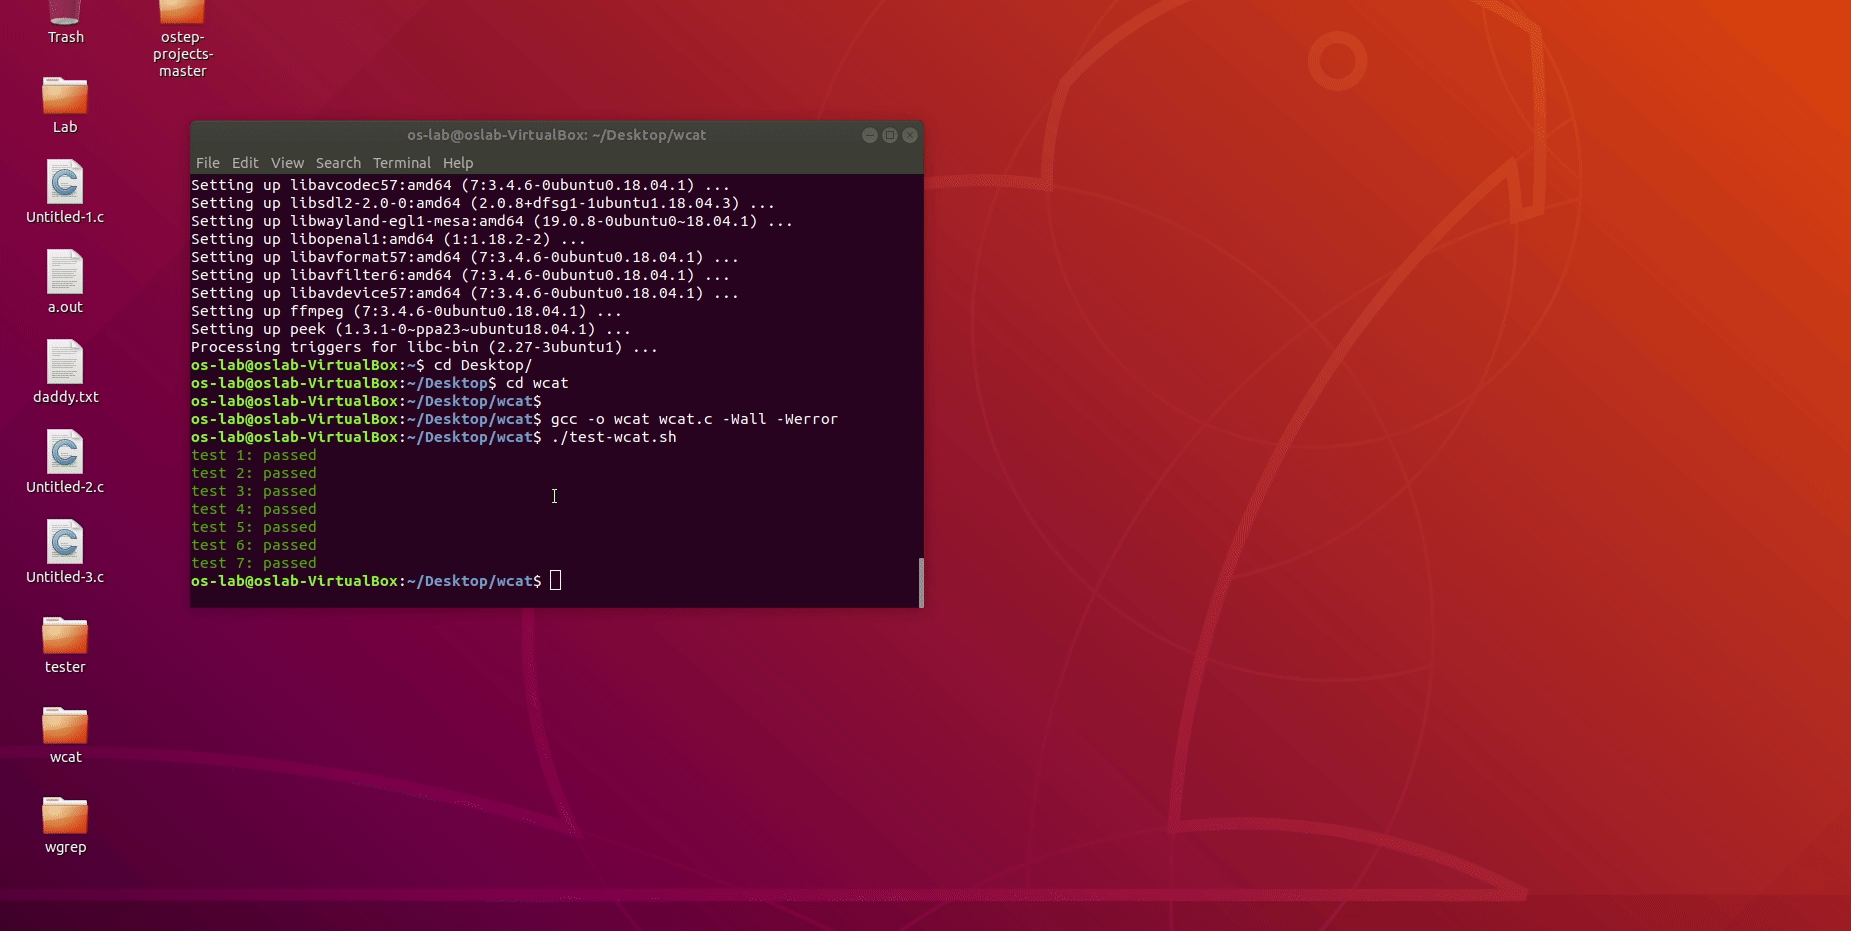 Trash
ostep-
projects-
master
Lab
Untitled-1.c
a.out
daddy.txt
Untitled-2.c
Untitled-3.c
tester
wcat
wgrep
os-lab@oslab-VirtualBox: ~/Desktop/wcat
File Edit View Search Terminal Help
Setting up libavcodec57:amd64 (7:3.4.6-0ubuntu0.18.04.1) ...
Setting up libsdl2-2.0-0:amd64 (2.0.8+dfsg1-1ubuntu1.18.04.3) ...
Setting up libwayland-egl1-mesa:amd64 (19.0.8-0ubuntu0~18.04.1) ...
Setting up libopenal1:amd64 (1:1.18.2-2) ...
Setting up libavformat57:amd64 (7:3.4.6-0ubuntu0.18.04.1) ...
Setting up libavfilter6:amd64 (7:3.4.6-0ubuntu0.18.04.1) ...
Setting up libavdevice57:amd64 (7:3.4.6-0ubuntu0.18.04.1) ...
Setting up ffmpeg (7:3.4.6-0ubuntu0.18.04.1) ...
Setting up peek (1.3.1-0~ppa23~ubuntu18.04.1) ...
Processing triggers for libc-bin (2.27-3ubuntu1) ...
os-lab@oslab-VirtualBox:~$ cd Desktop/
os-lab@oslab-VirtualBox:~/Desktop$ cd wcat
os-lab@oslab-VirtualBox:~/Desktop/wcat$
os-lab@oslab-VirtualBox:~/Desktop/wcat$ gcc -o wcat wcat.c -Wall -Werror
os-lab@oslab-VirtualBox:~/Desktop/wcat$ ./test-wcat.sh
test 1: passed
test 2: passed
test 3: passed
test 4: passed
test 5: passed
test 6: passed
test 7: passed
os-lab@oslab-VirtualBox:~/Desktop/wcat$